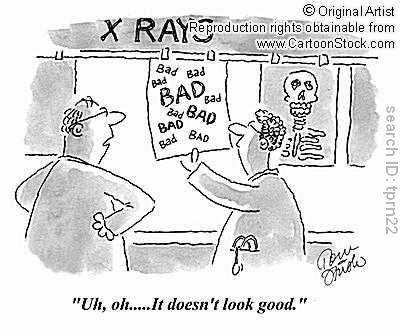 © Original Artist
Reproduction rights obtainable from
www.CartoonStock.com
X RAYS
Bad Bad
Bad
BAD Bad
Bad
BAD BAD
BAD
Bad BAD
search ID: tprn22
"Uh, oh.....It doesn't look good."